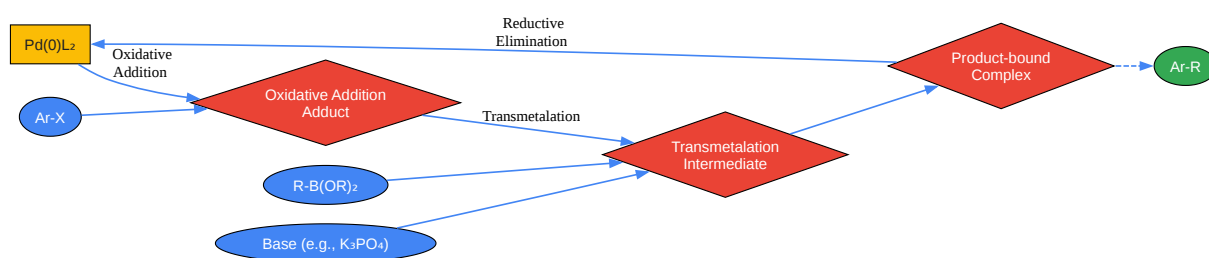 Reductive
Elimination
Pd(0)L₂
Oxidative
Addition
Product-bound
Complex
Ar-R
Oxidative Addition
Adduct
Ar-X
Transmetalation
Transmetalation
Intermediate
R-B(OR)₂
Base (e.g., K₃PO₄)